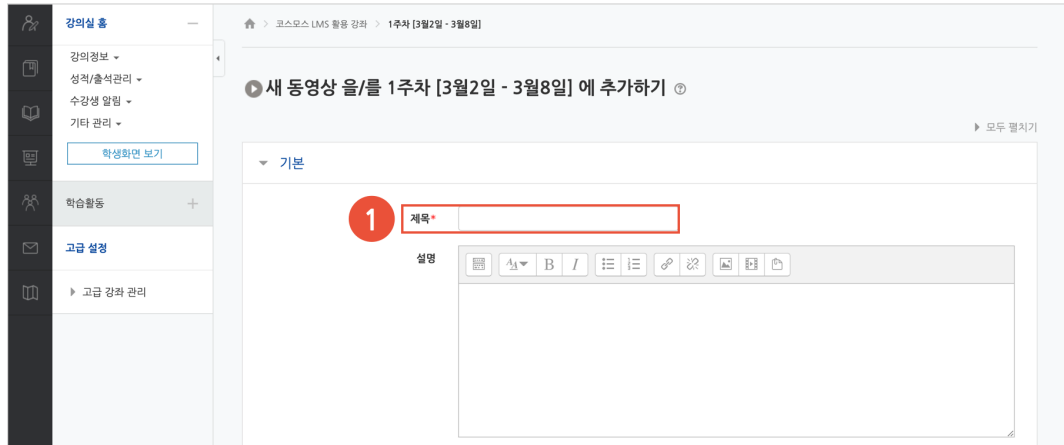 강의실 홈
강의정보
성적/출석관리
수강생 알림
기타 관리
학생화면 보기
학습활동
고급 설정
고급 강좌 관리
코스모스 LMS 활용 강좌 > 1주차 [3월2일 - 3월8일]
새 동영상 을/를 1주차 [3월2일 - 3월8일] 에 추가하기
모두 펼치기
기본
1 제목*
설명
B I